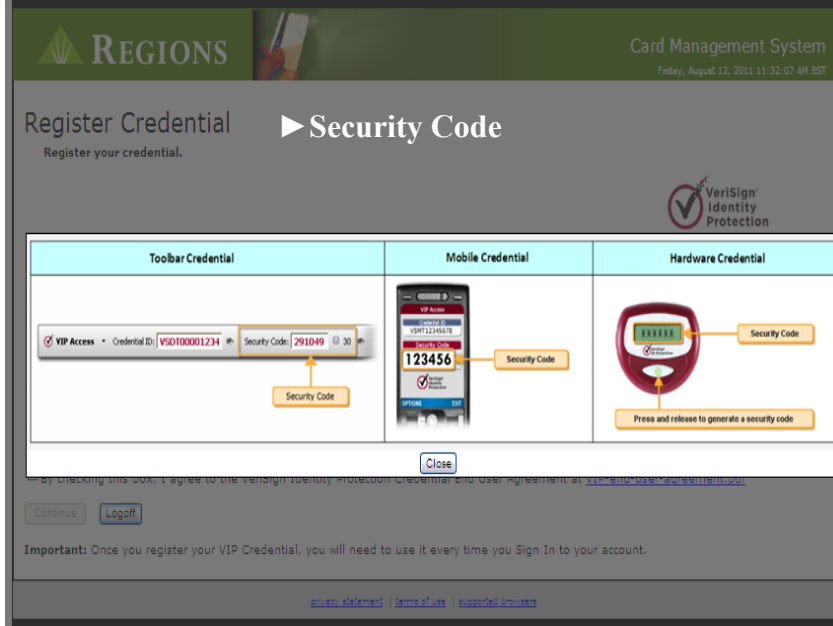 REGIONS
Card Management System
Friday, August 12, 2011 11:32:07 AM EST
Register Credential
►Security Code
Register your credential.
VeriSign
Identity
Protection
Toolbar Credential
Mobile Credential
Hardware Credential
VIP Access
Credential ID: VSDT00001234
Security Code: 291049
30
Security Code
VIP Access
Credential ID
VSMT12345678
Security Code
123456
VeriSign
Identity
Protection
OPTIONS
EXIT
Security Code
Security Code
Press and release to generate a security code
Close
By checking this box, I agree to the VeriSign Identity Protection Credential End User Agreement at VIP-end-user-agreement.pdf
Continue
Logoff
Important: Once you register your VIP Credential, you will need to use it every time you Sign In to your account.
privacy statement | terms of use | supported browsers